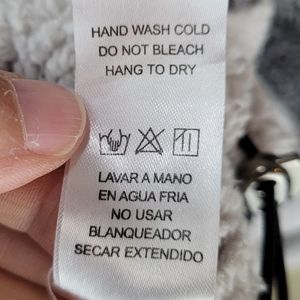 HAND WASH COLD
DO NOT BLEACH
HANG TO DRY
LAVAR A MANO
EN AGUA FRIA
NO USAR
BLANQUEADOR
SECAR EXTENDIDO